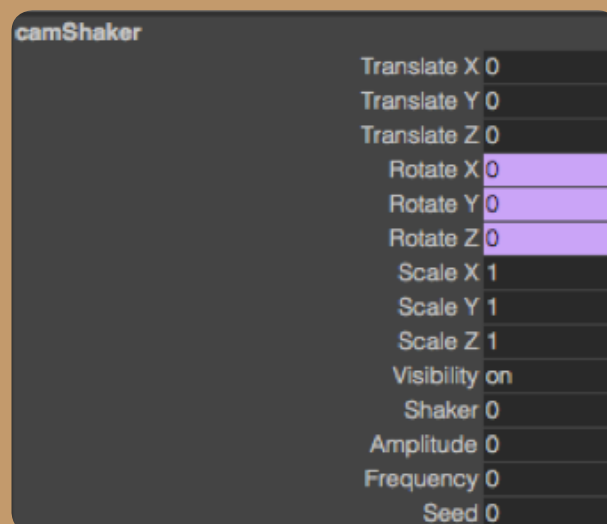 camShaker
Translate X 0
Translate Y 0
Translate Z 0
Rotate X 0
Rotate Y 0
Rotate Z 0
Scale X 1
Scale Y 1
Scale Z 1
Visibility on
Shaker 0
Amplitude 0
Frequency 0
Seed 0